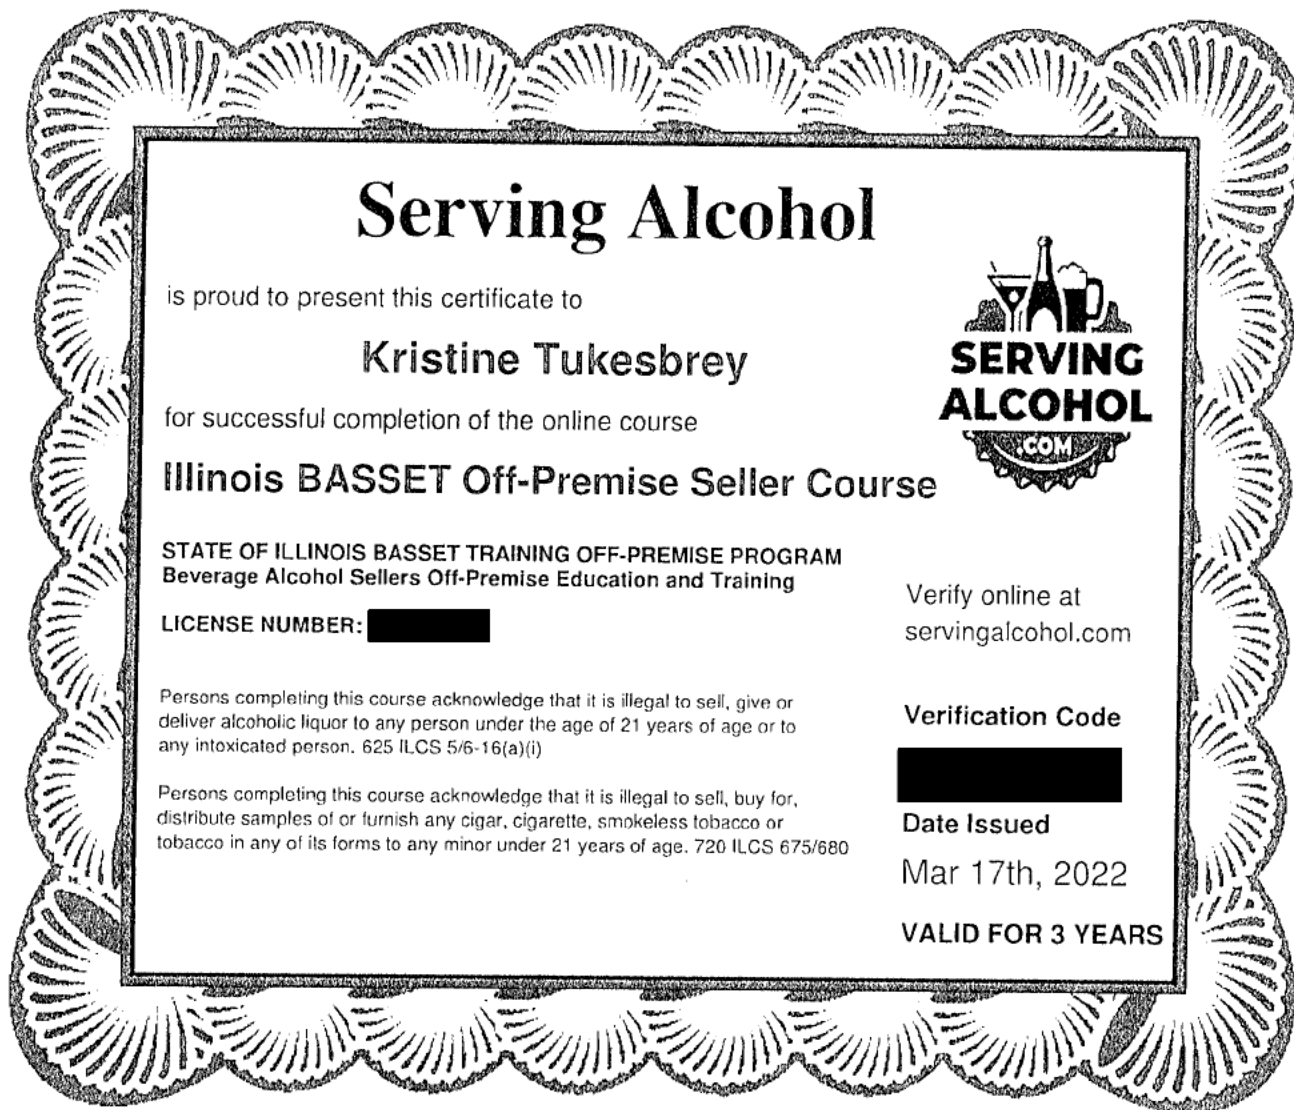 Serving Alcohol
is proud to present this certificate to
Kristine Tukesbrey
for successful completion of the online course
Illinois BASSET Off-Premise Seller Course
SERVING
ALCOHOL
.COM
STATE OF ILLINOIS BASSET TRAINING OFF-PREMISE PROGRAM
Beverage Alcohol Sellers Off-Premise Education and Training
LICENSE NUMBER:
Persons completing this course acknowledge that it is illegal to sell, give or
deliver alcoholic liquor to any person under the age of 21 years of age or to
any intoxicated person. 625 ILCS 5/6-16(a)(i)
Persons completing this course acknowledge that it is illegal to sell, buy for,
distribute samples of or furnish any cigar, cigarette, smokeless tobacco or
tobacco in any of its forms to any minor under 21 years of age. 720 ILCS 675/680
Verify online at
servingalcohol.com
Verification Code
Date Issued
Mar 17th, 2022
VALID FOR 3 YEARS